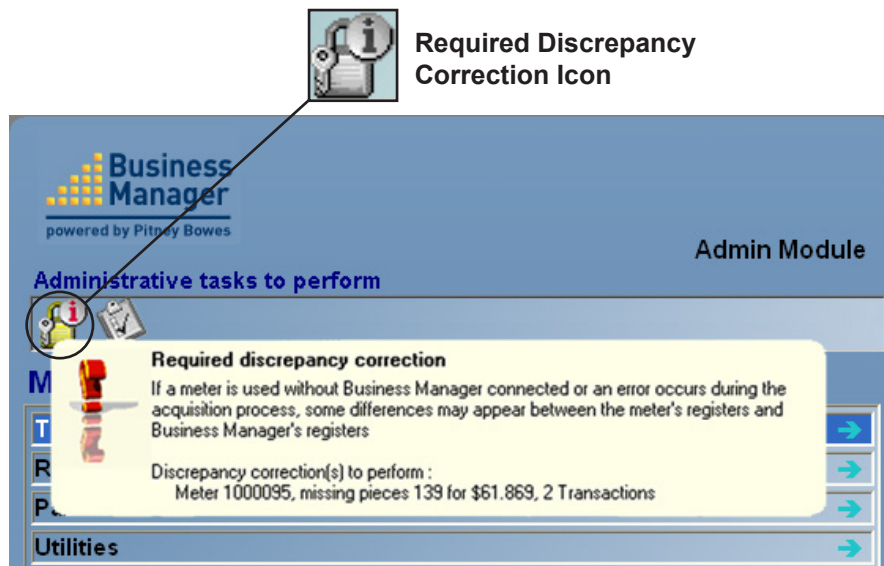 Required Discrepancy
Correction Icon
Business
Manager
powered by Pitney Bowes
Admin Module
Administrative tasks to perform
Required discrepancy correction
If a meter is used without Business Manager connected or an error occurs during the
acquisition process, some differences may appear between the meter's registers and
Business Manager's registers
Discrepancy correction(s) to perform :
Meter 1000095, missing pieces 139 for $61.869, 2 Transactions
Utilities